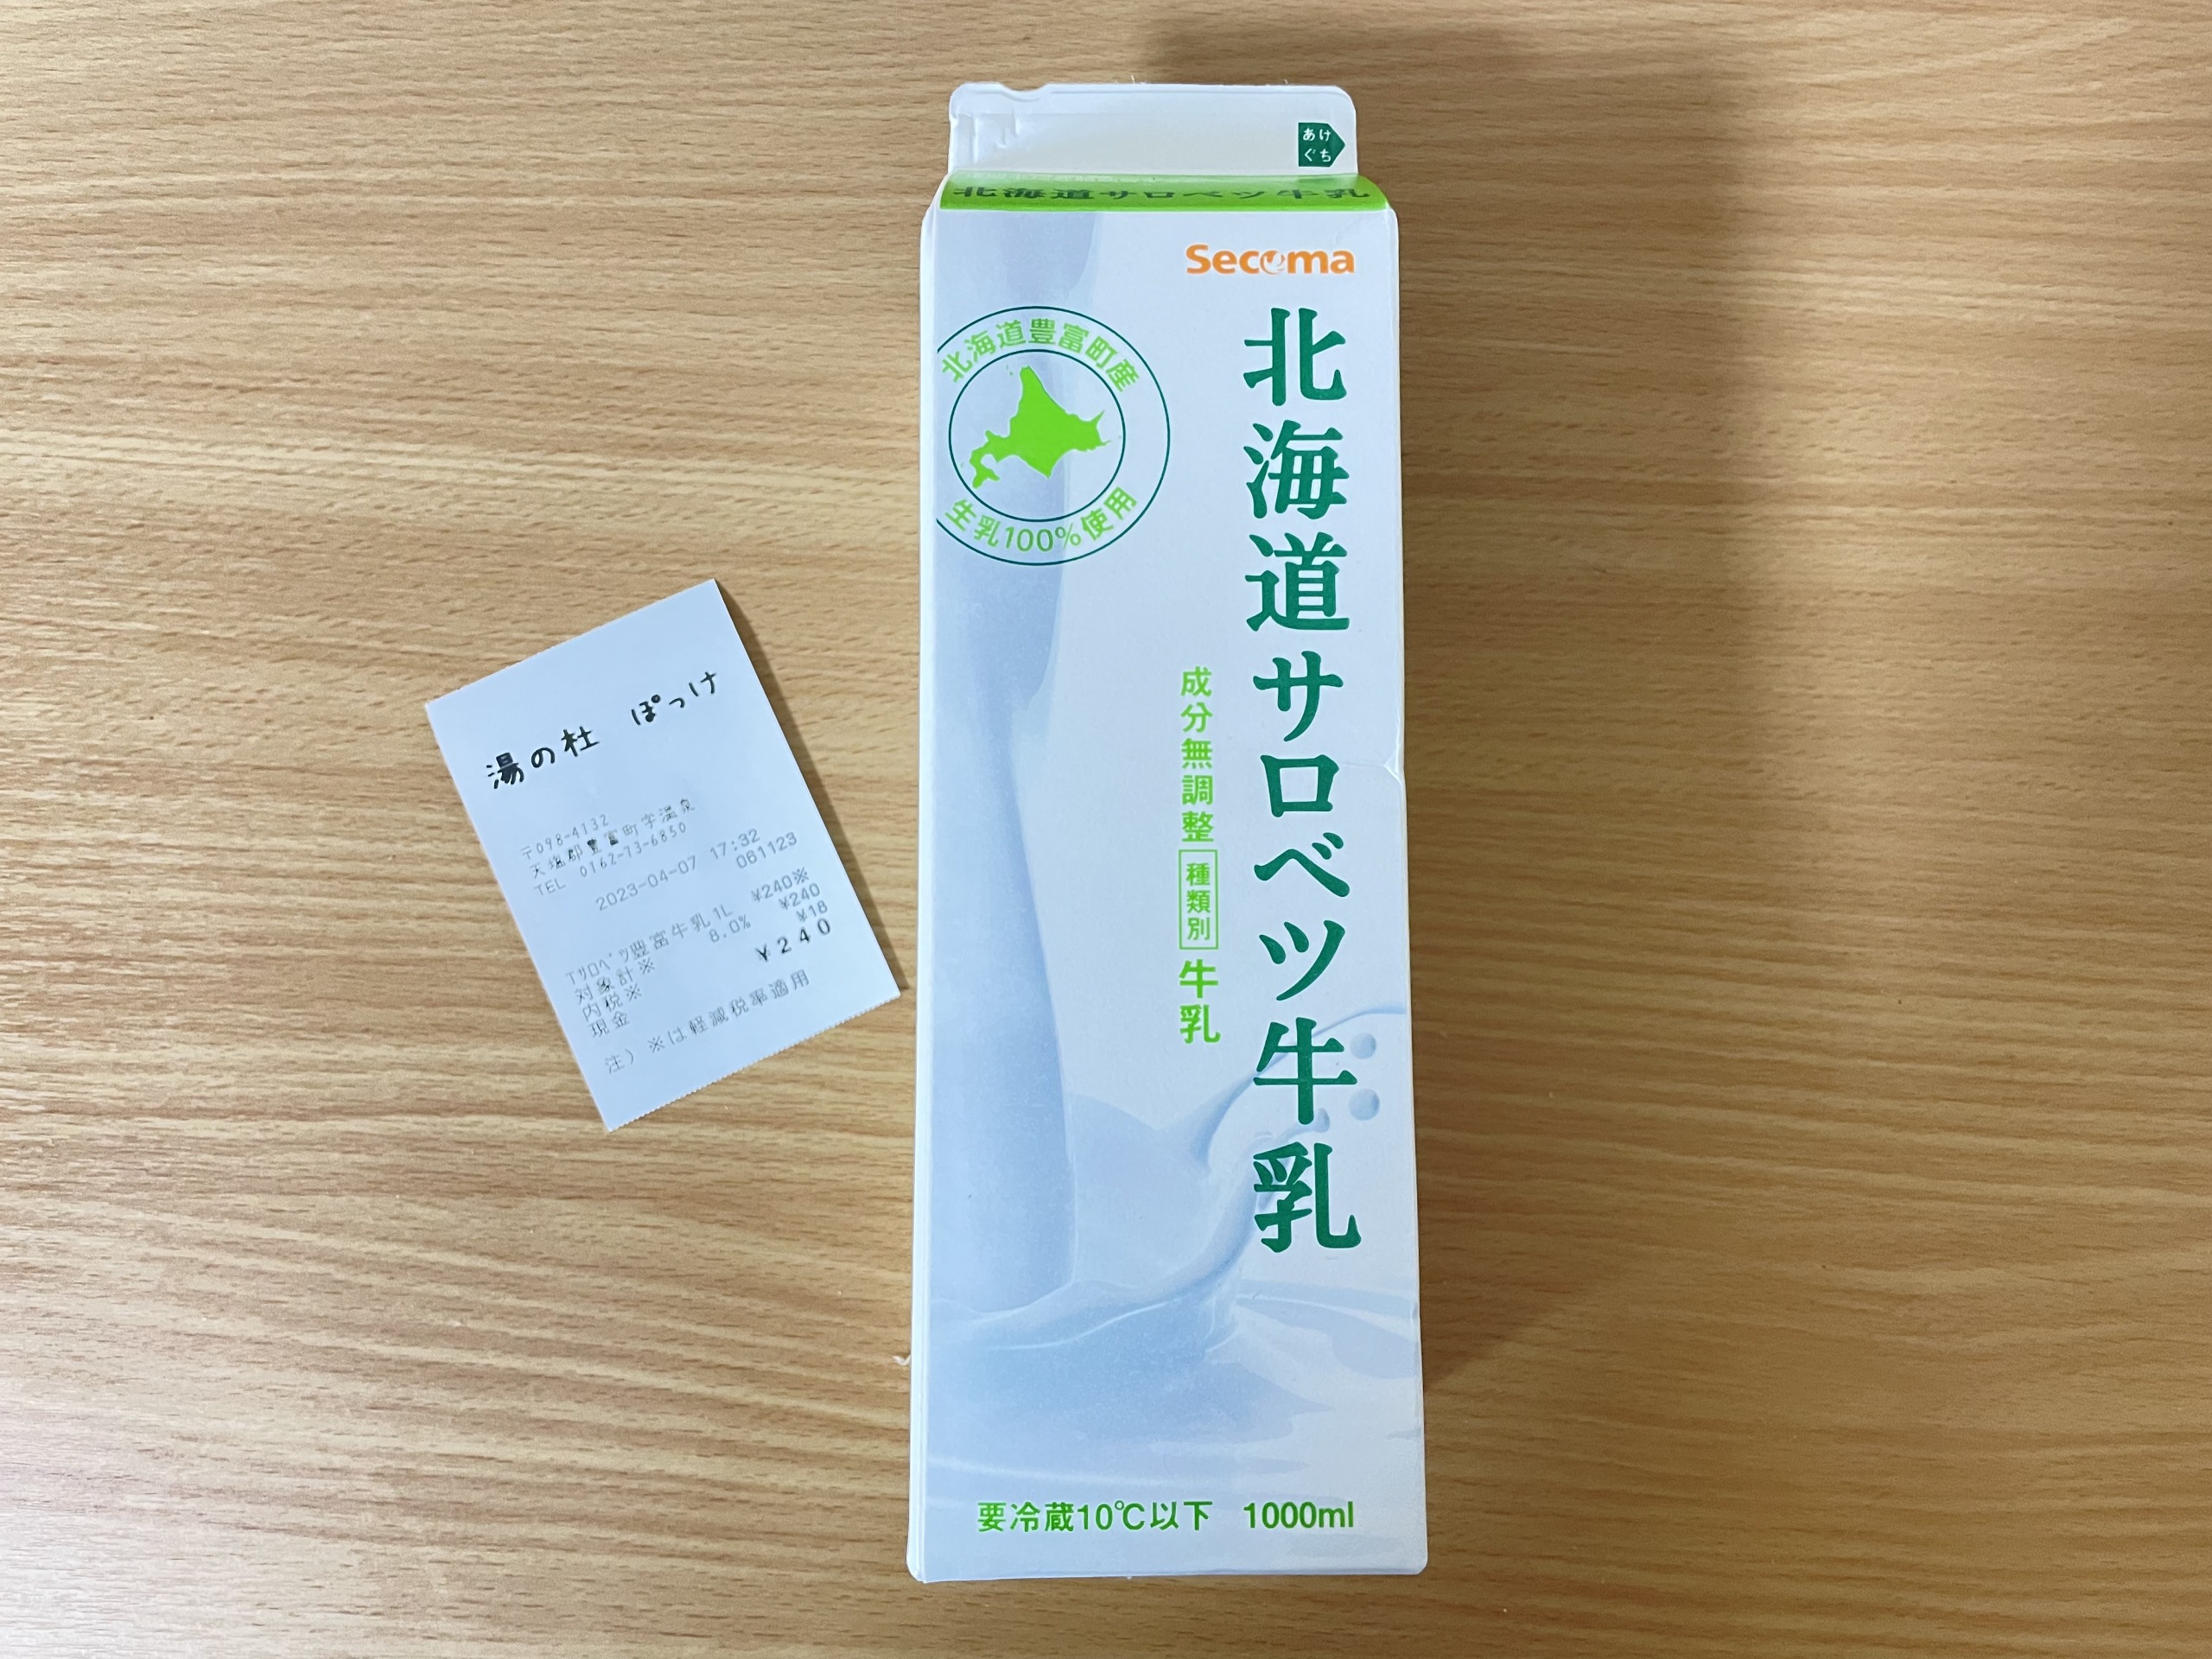 湯の杜 ぽっけ
〒098-4132
天塩郡豊富町字温泉
TEL 0162-73-6850
2023-04-07 17:32
061123
Tｻﾛﾍﾞﾂ豊富牛乳1L ¥240※
対象計※ 8.0% ¥240
内税※ ¥18
現金 ¥240
注）※は軽減税率適用
あけ
ぐち
北海道サロベツ牛乳
Secoma
北海道豊富町産
生乳100%使用
北海道サロベツ牛乳
成分無調整 種類別 牛乳
要冷蔵10℃以下 1000ml